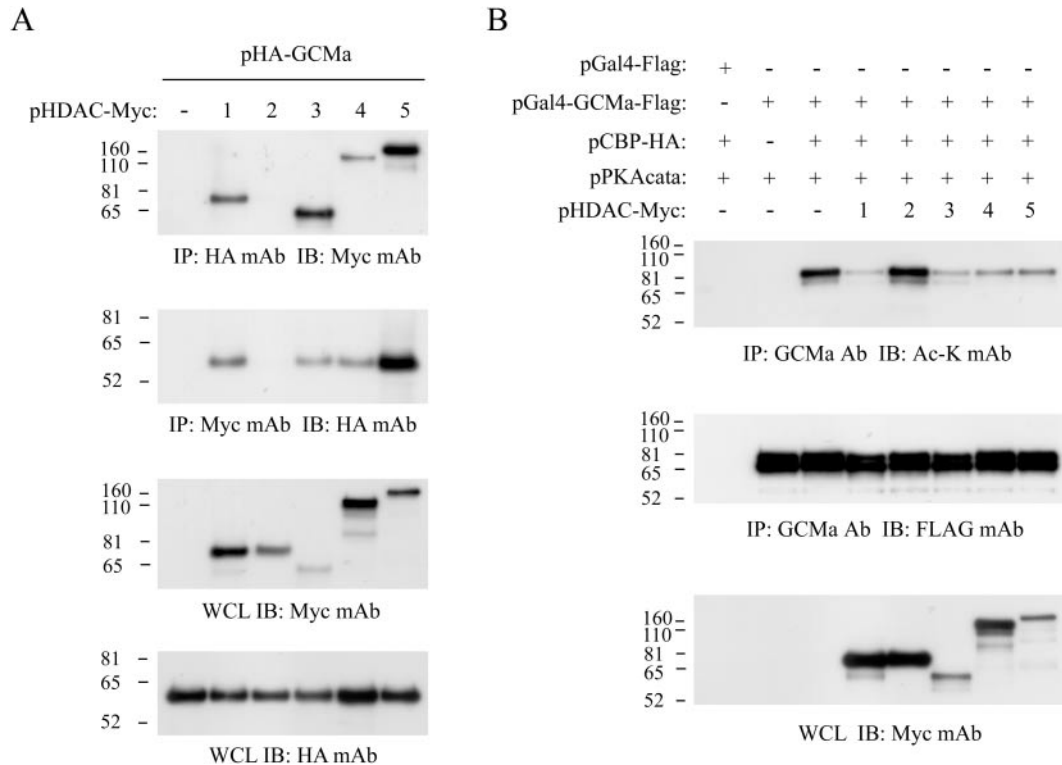 A
pHA-GCMa
pHDAC-Myc: - 1 2 3 4 5
160 –
110 –
81 –
65 –
IP: HA mAb IB: Myc mAb
81 –
65 –
52 –
IP: Myc mAb IB: HA mAb
160 –
110 –
81 –
65 –
WCL IB: Myc mAb
81 –
65 –
52 –
WCL IB: HA mAb
B
pGal4-Flag: + - - - - - - -
pGal4-GCMa-Flag: - + + + + + + +
pCBP-HA: + - + + + + + +
pPKAcata: + + + + + + + +
pHDAC-Myc: - - - 1 2 3 4 5
160 –
110 –
81 –
65 –
52 –
IP: GCMa Ab IB: Ac-K mAb
160 –
110 –
81 –
65 –
52 –
IP: GCMa Ab IB: FLAG mAb
160 –
110 –
81 –
65 –
52 –
WCL IB: Myc mAb